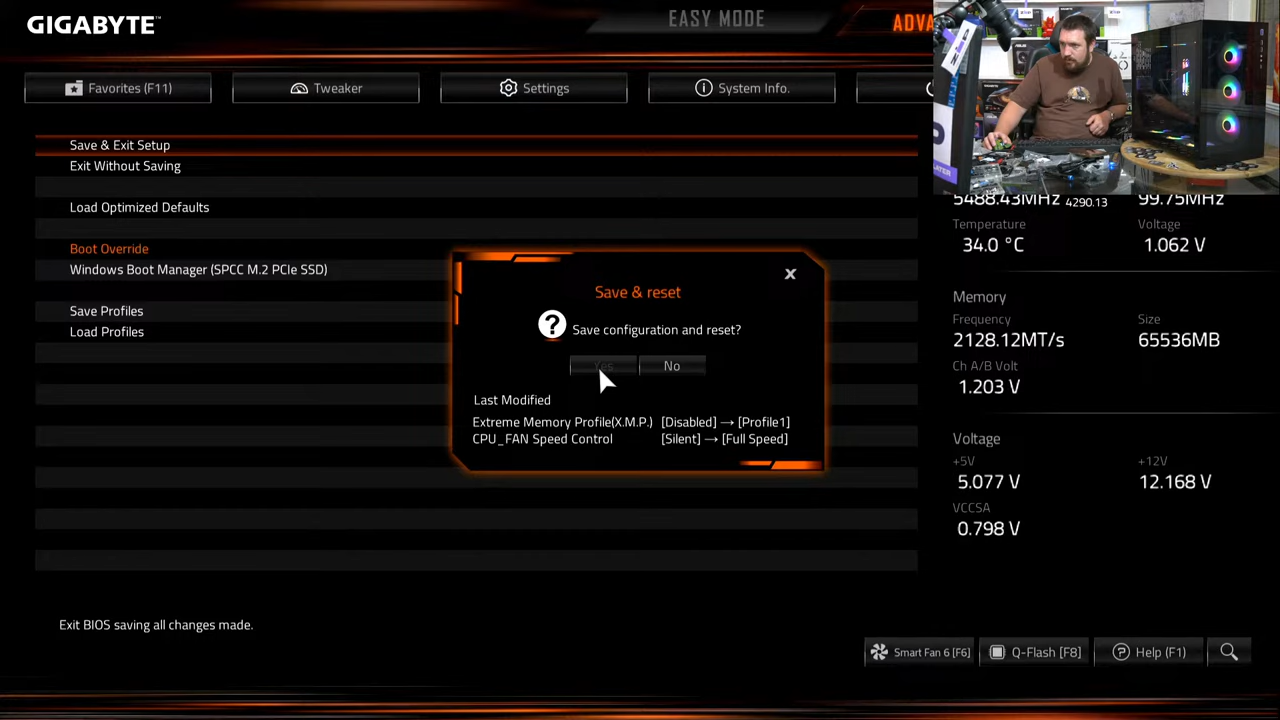 GIGABYTE™
EASY MODE
ADVA
Favorites (F11)
Tweaker
Settings
System Info.
Save & Exit Setup
Exit Without Saving
Load Optimized Defaults
Boot Override
Windows Boot Manager (SPCC M.2 PCIe SSD)
Save Profiles
Load Profiles
Save & reset
Save configuration and reset?
Yes
No
Last Modified
Extreme Memory Profile(X.M.P.) [Disabled] → [Profile1]
CPU_FAN Speed Control [Silent] → [Full Speed]
5488.43MHz 4290.13
99.75MHz
Temperature
Voltage
34.0 °C
1.062 V
Memory
Frequency
Size
2128.12MT/s
65536MB
Ch A/B Volt
1.203 V
Voltage
+5V
+12V
5.077 V
12.168 V
VCCSA
0.798 V
Exit BIOS saving all changes made.
Smart Fan 6 [F6]
Q-Flash [F8]
Help (F1)